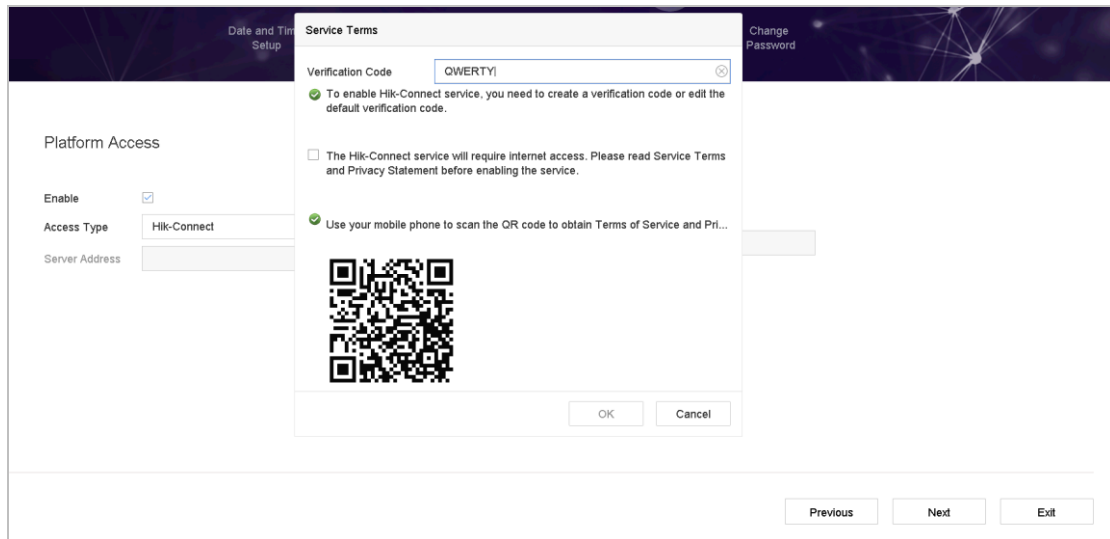 Date and Tim
Setup
Change
Password
Service Terms
Verification Code
QWERTY
To enable Hik-Connect service, you need to create a verification code or edit the
default verification code.
The Hik-Connect service will require internet access. Please read Service Terms
and Privacy Statement before enabling the service.
Use your mobile phone to scan the QR code to obtain Terms of Service and Pri...
OK
Cancel
Platform Access
Enable
Access Type
Hik-Connect
Server Address
Previous
Next
Exit